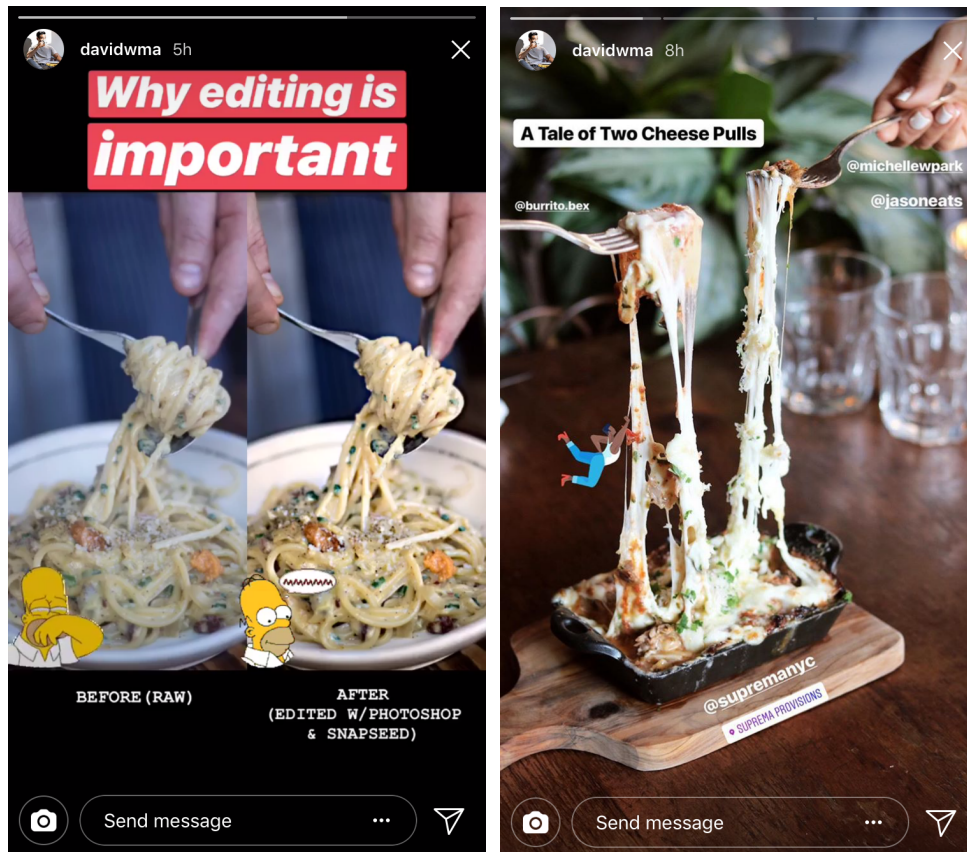 davidwma 5h
Why editing is
important
BEFORE(RAW)
AFTER
(EDITED W/PHOTOSHOP
& SNAPSEED)
Send message
davidwma 8h
A Tale of Two Cheese Pulls
@michellewpark
@burrito.bex
@jasoneats
@supremanyc
SUPREMA PROVISIONS
Send message